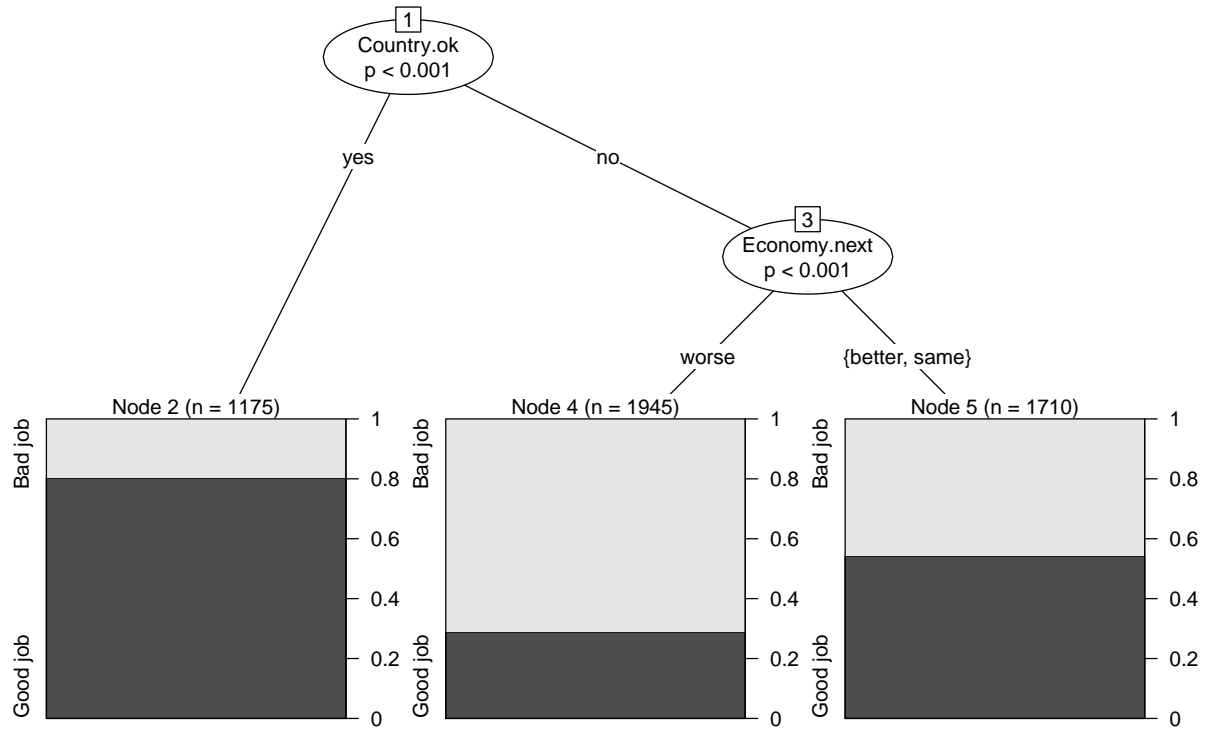 1
Country.ok
p < 0.001
yes
no
3
Economy.next
p < 0.001
worse
{better, same}
Node 2 (n = 1175)
Bad job
Good job
1
0.8
0.6
0.4
0.2
0
Node 4 (n = 1945)
Bad job
Good job
1
0.8
0.6
0.4
0.2
0
Node 5 (n = 1710)
Bad job
Good job
1
0.8
0.6
0.4
0.2
0